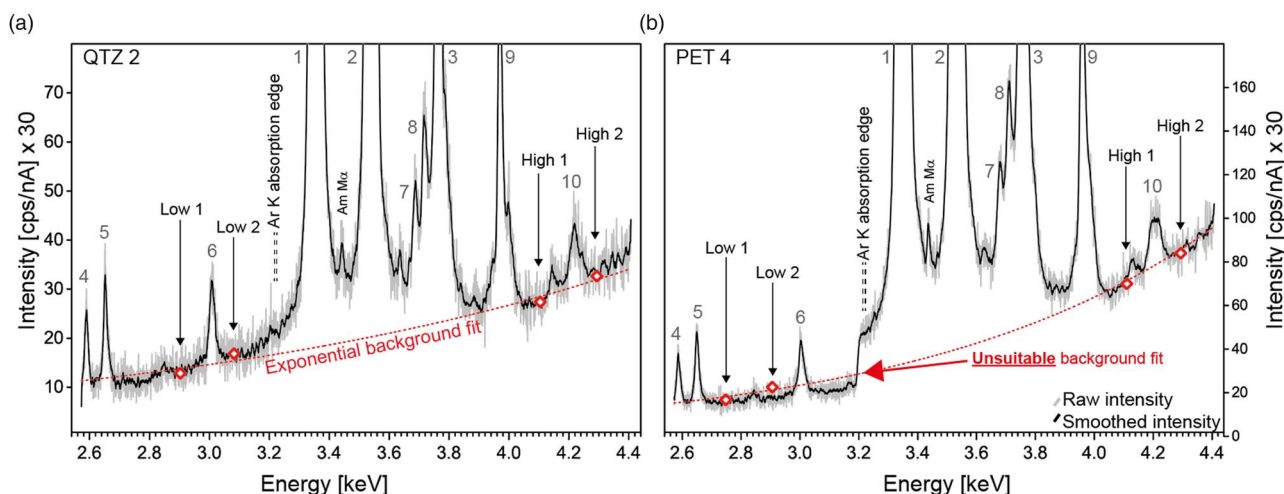 (a)
QTZ 2
1
2
3
9
Ar K absorption edge
Am Mα
8
7
High 1
High 2
10
Low 1
Low 2
4
5
6
Exponential background fit
Intensity [cps/nA] x 30
70
60
50
40
30
20
10
2.6 2.8 3.0 3.2 3.4 3.6 3.8 4.0 4.2 4.4
Energy [keV]
(b)
PET 4
1
2
3
9
Ar K absorption edge
Am Mα
8
7
High 1
High 2
10
Low 1
Low 2
4
5
6
Unsuitable background fit
Raw intensity
Smoothed intensity
160
140
120
100
80
60
40
20
0
Intensity [cps/nA] x 30
2.6 2.8 3.0 3.2 3.4 3.6 3.8 4.0 4.2 4.4
Energy [keV]